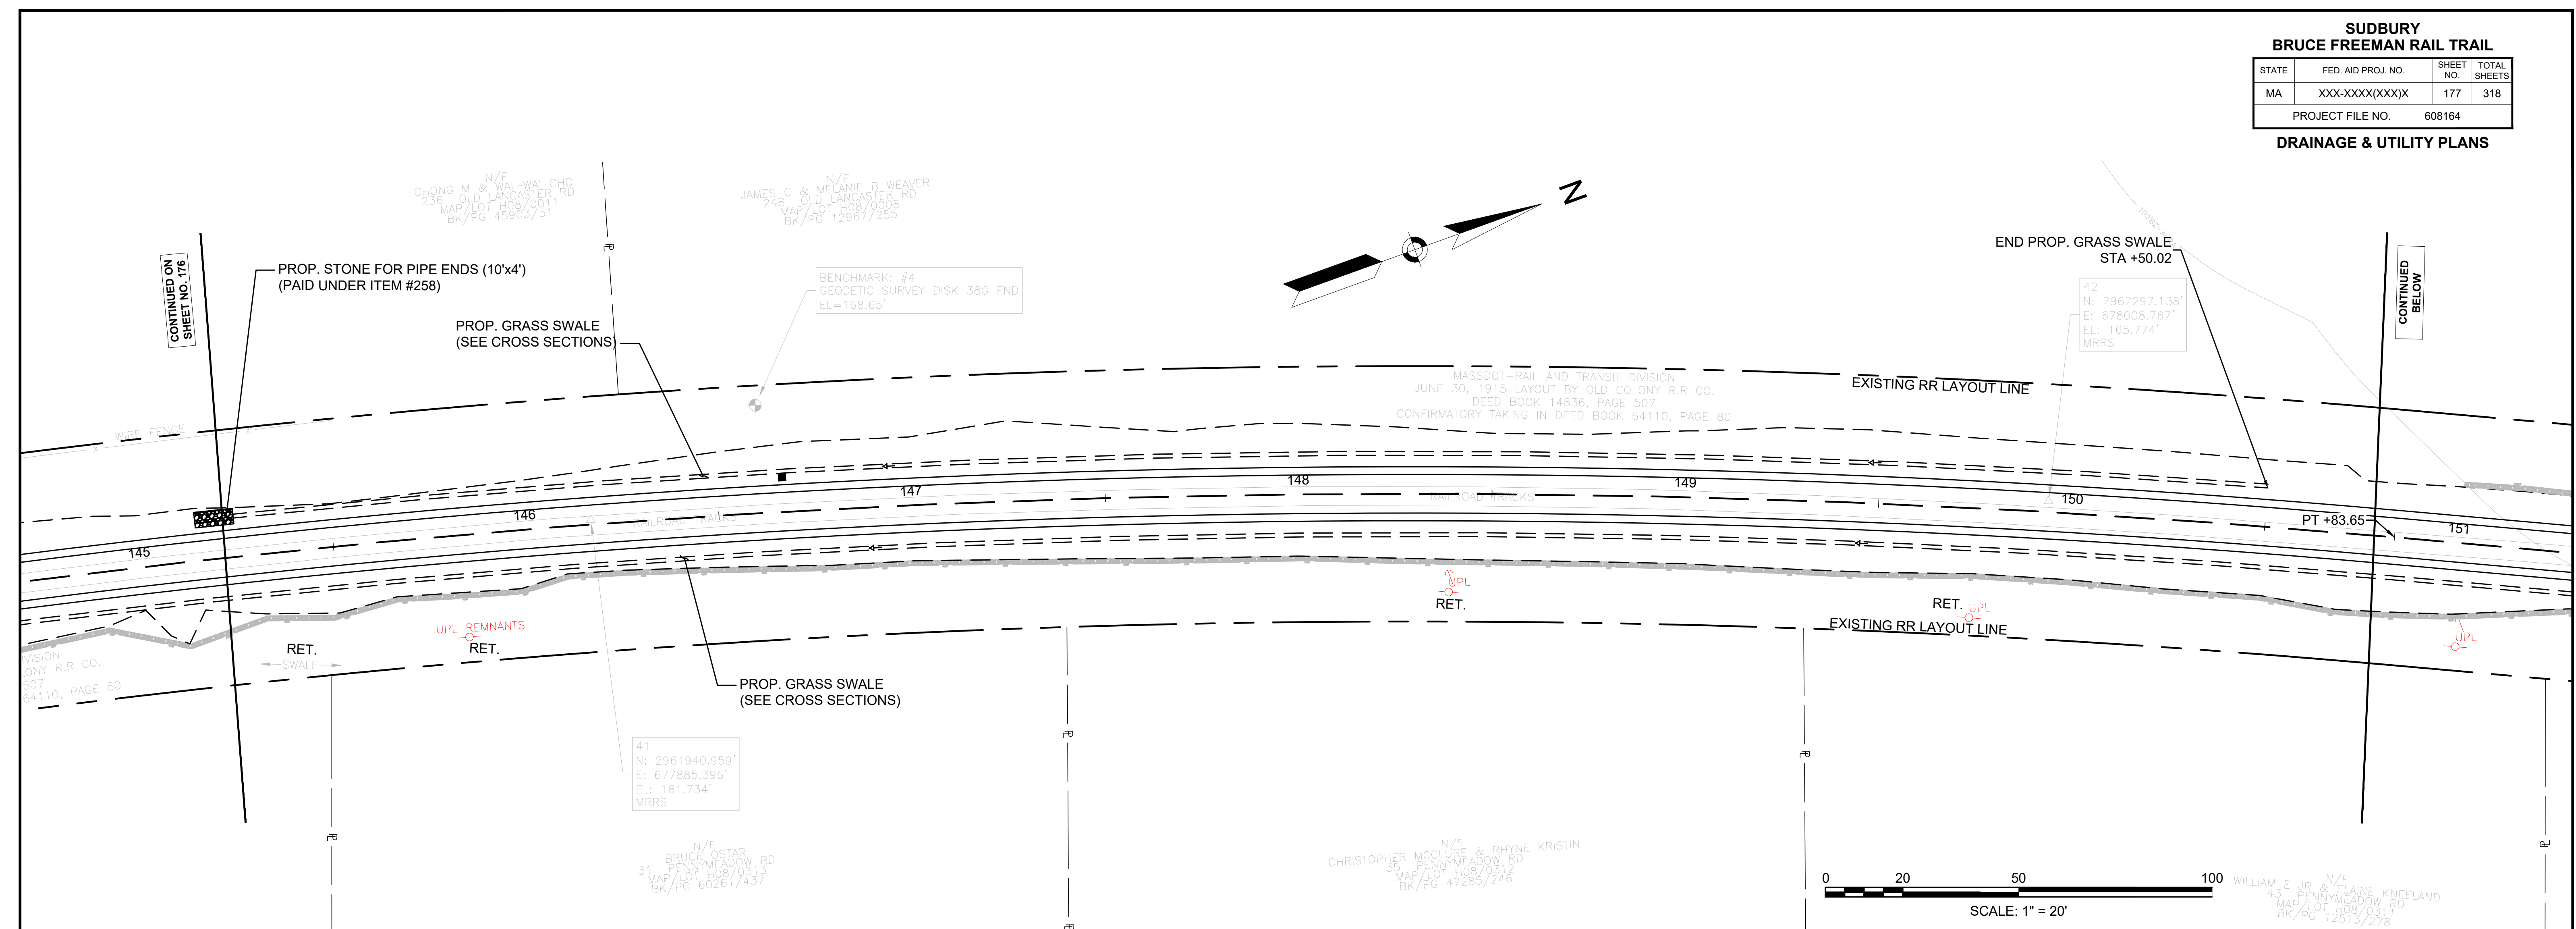 SUDBURY
BRUCE FREEMAN RAIL TRAIL
STATE FED. AID PROJ. NO. SHEET NO. TOTAL SHEETS
MA XXX-XXXX(XXX)X 177 318
PROJECT FILE NO. 608164
DRAINAGE & UTILITY PLANS
N/F
CHONG M & WAI-WAI CHO
236 OLD LANCASTER RD
MAP/LOT H08/0011
BK/PG 45903/51
N/F
JAMES C & MELANIE B WEAVER
248 OLD LANCASTER RD
MAP/LOT H08/0008
BK/PG 12967/255
N
CONTINUED ON
SHEET NO. 176
PROP. STONE FOR PIPE ENDS (10'x4')
(PAID UNDER ITEM #258)
BENCHMARK: #4
GEODETIC SURVEY DISK 38G FND
EL=168.65'
PROP. GRASS SWALE
(SEE CROSS SECTIONS)
END PROP. GRASS SWALE
STA +50.02
42
N: 2962297.138'
E: 678008.767'
EL: 165.774'
MRRS
CONTINUED
BELOW
MASSDOT-RAIL AND TRANSIT DIVISION
JUNE 30, 1915 LAYOUT BY OLD COLONY R.R CO.
DEED BOOK 14836, PAGE 507
CONFIRMATORY TAKING IN DEED BOOK 64110, PAGE 80
EXISTING RR LAYOUT LINE
WIRE FENCE
145
146
147
148
149
150
151
RAILROAD TRACKS
RAILROAD TRACKS
PT +83.65
UPL REMNANTS
RET.
RET.
SWALE
UPL
RET.
RET.
UPL
UPL
EXISTING RR LAYOUT LINE
VISION
ONY R.R CO.
507
64110, PAGE 80
PROP. GRASS SWALE
(SEE CROSS SECTIONS)
41
N: 2961940.959'
E: 677885.396'
EL: 161.734'
MRRS
N/F
BRUCE OSTAR
31 PENNYMEADOW RD
MAP/LOT H08/0313
BK/PG 60261/437
N/F
CHRISTOPHER MCCLURE & RHYNE KRISTIN
35 PENNYMEADOW RD
MAP/LOT H08/0312
BK/PG 47285/246
0 20 50 100
SCALE: 1" = 20'
N/F
WILLIAM E JR & ELAINE KNEELAND
43 PENNYMEADOW RD
MAP/LOT H08/0311
BK/PG 12513/278